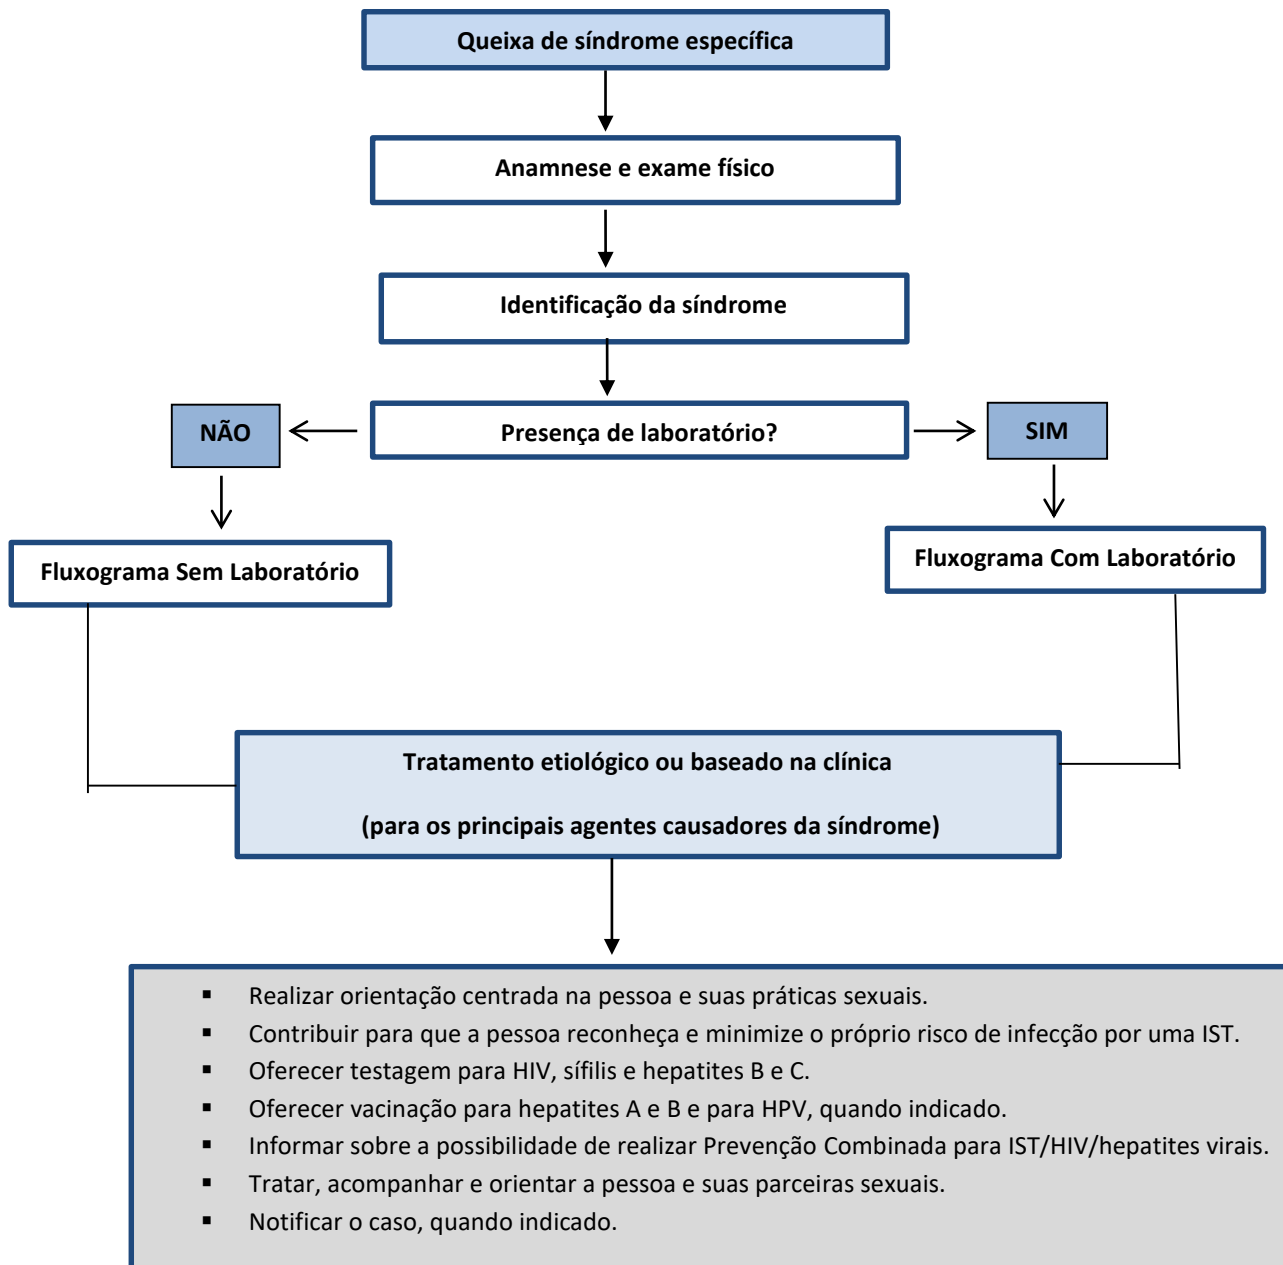 Queixa de síndrome específica
Anamnese e exame físico
Identificação da síndrome
Presença de laboratório?
NÃO
SIM
Fluxograma Sem Laboratório
Fluxograma Com Laboratório
Tratamento etiológico ou baseado na clínica
(para os principais agentes causadores da síndrome)
▪ Realizar orientação centrada na pessoa e suas práticas sexuais.
▪ Contribuir para que a pessoa reconheça e minimize o próprio risco de infecção por uma IST.
▪ Oferecer testagem para HIV, sífilis e hepatites B e C.
▪ Oferecer vacinação para hepatites A e B e para HPV, quando indicado.
▪ Informar sobre a possibilidade de realizar Prevenção Combinada para IST/HIV/hepatites virais.
▪ Tratar, acompanhar e orientar a pessoa e suas parceiras sexuais.
▪ Notificar o caso, quando indicado.